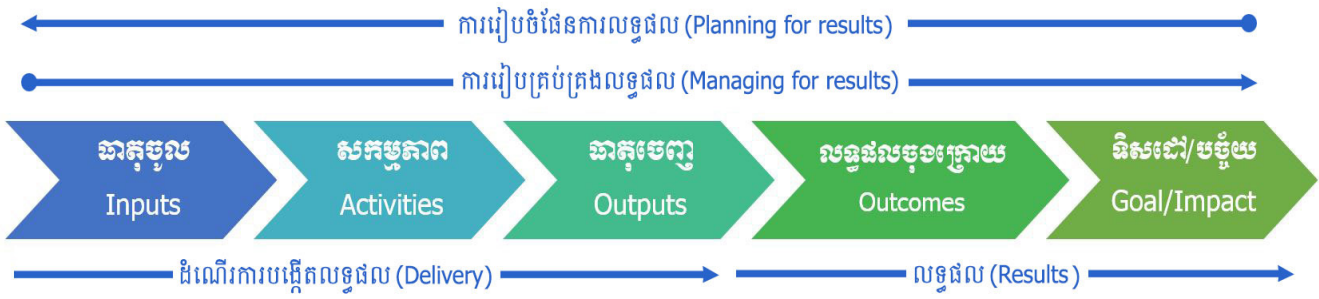 ការរៀបចំផែនការលទ្ធផល (Planning for results)
ការរៀបគ្រប់គ្រងលទ្ធផល (Managing for results)
ធាតុចូល
Inputs
សកម្មភាព
Activities
ធាតុចេញ
Outputs
លទ្ធផលចុងក្រោយ
Outcomes
ទិសដៅ/បច្ច័យ
Goal/Impact
ដំណើរការបង្កើតលទ្ធផល (Delivery)
លទ្ធផល (Results)